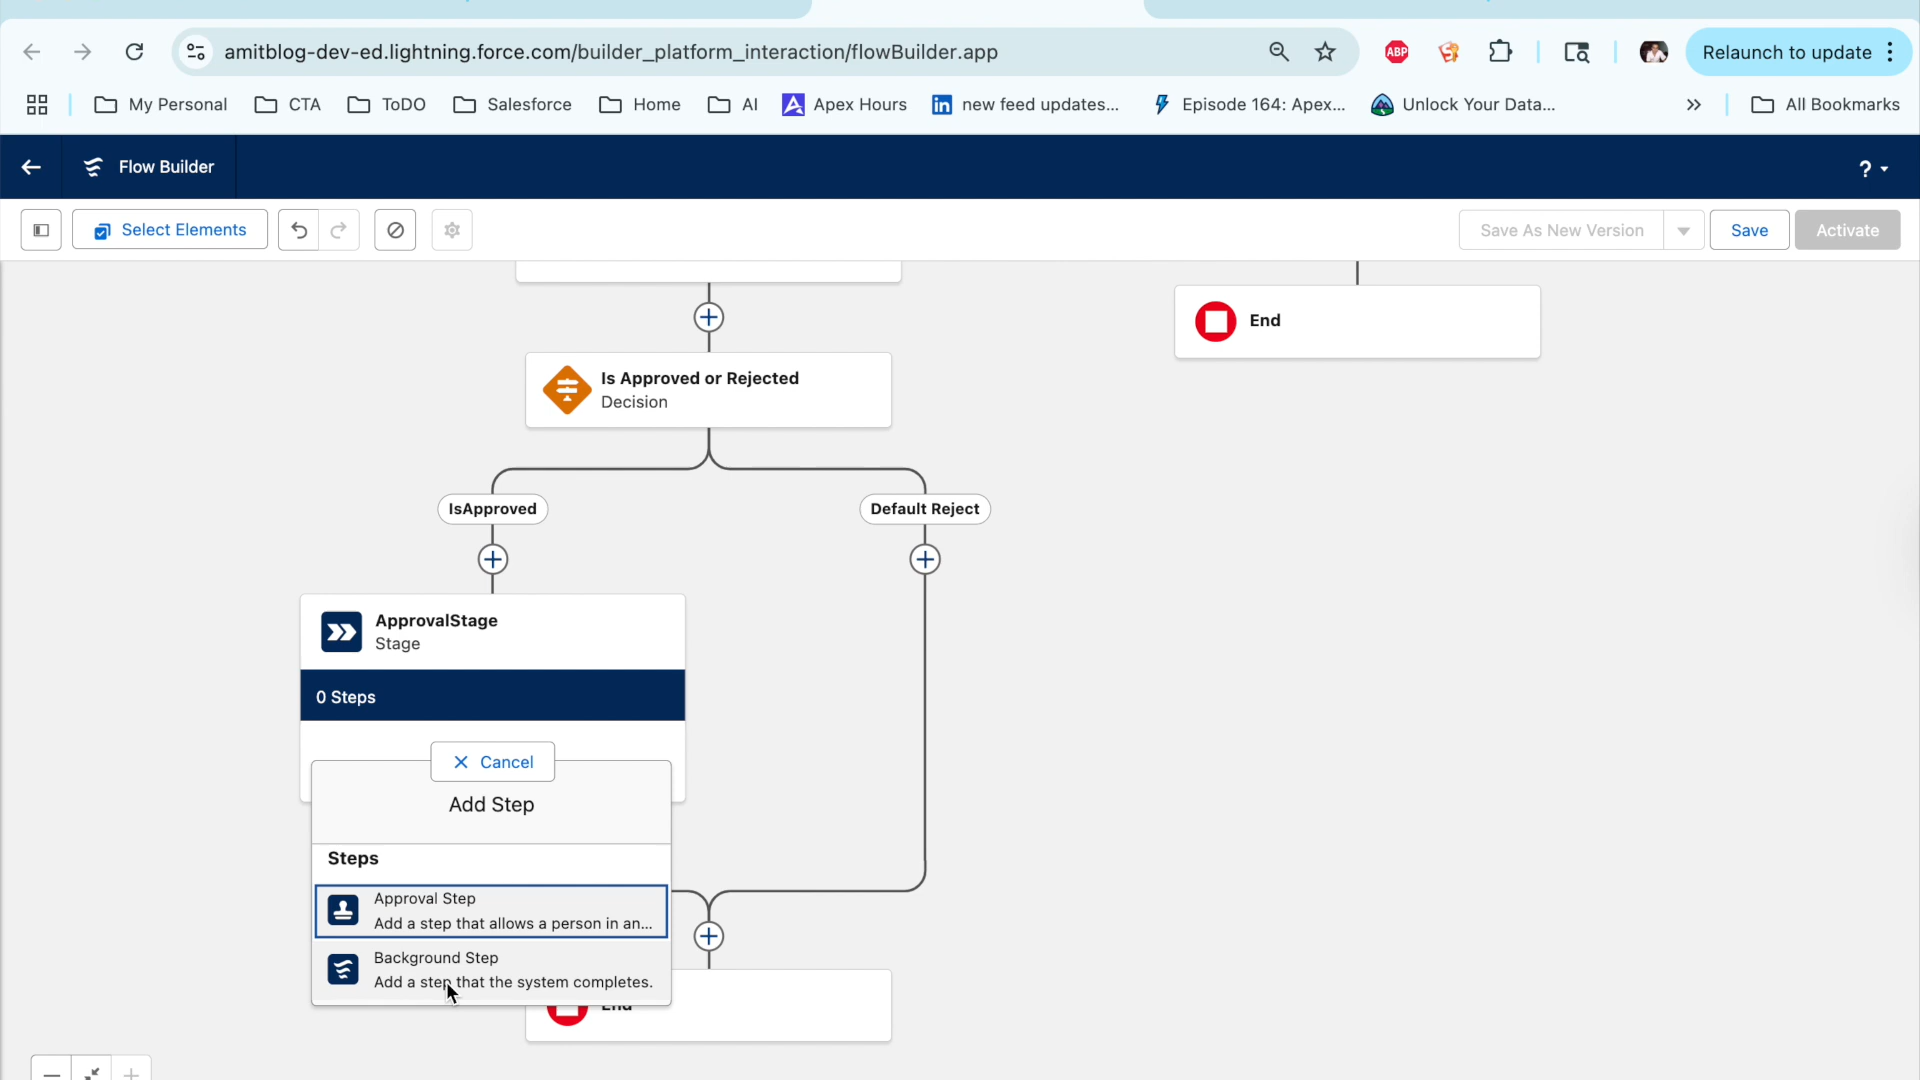 amitblog-dev-ed.lightning.force.com/builder_platform_interaction/flowBuilder.app
ABP
Relaunch to update
My Personal
CTA
ToDO
Salesforce
Home
AI
Apex Hours
new feed updates...
Episode 164: Apex...
Unlock Your Data...
All Bookmarks
Flow Builder
?
Select Elements
Save As New Version
Save
Activate
End
Is Approved or Rejected
Decision
IsApproved
Default Reject
ApprovalStage
Stage
0 Steps
Cancel
Add Step
Steps
Approval Step
Add a step that allows a person in an...
Background Step
Add a step that the system completes.
End